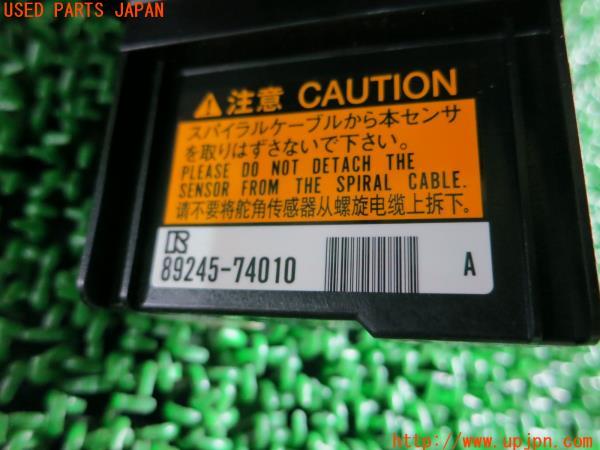 USED PARTS JAPAN
注意 CAUTION
スパイラルケーブルから本センサ
を取りはずさないで下さい。
PLEASE DO NOT DETACH THE
SENSOR FROM THE SPIRAL CABLE.
请不要将舵角传感器从螺旋电缆上拆下。
R
89245-74010
A
http://www.upjpn.com/